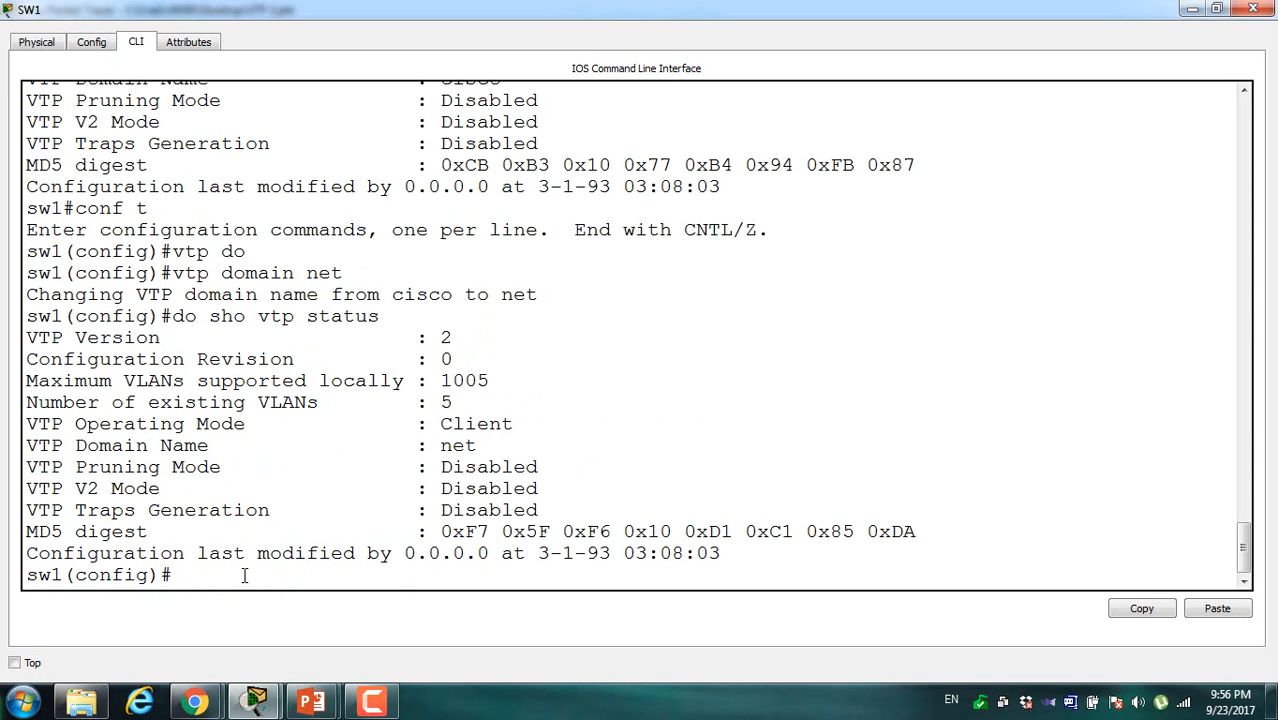 SW1
Physical
Config
CLI
Attributes
IOS Command Line Interface
VTP Domain Name : cisco
VTP Pruning Mode : Disabled
VTP V2 Mode : Disabled
VTP Traps Generation : Disabled
MD5 digest : 0xCB 0xB3 0x10 0x77 0xB4 0x94 0xFB 0x87
Configuration last modified by 0.0.0.0 at 3-1-93 03:08:03
sw1#conf t
Enter configuration commands, one per line. End with CNTL/Z.
sw1(config)#vtp do
sw1(config)#vtp domain net
Changing VTP domain name from cisco to net
sw1(config)#do sho vtp status
VTP Version : 2
Configuration Revision : 0
Maximum VLANs supported locally : 1005
Number of existing VLANs : 5
VTP Operating Mode : Client
VTP Domain Name : net
VTP Pruning Mode : Disabled
VTP V2 Mode : Disabled
VTP Traps Generation : Disabled
MD5 digest : 0xF7 0x5F 0xF6 0x10 0xD1 0xC1 0x85 0xDA
Configuration last modified by 0.0.0.0 at 3-1-93 03:08:03
sw1(config)#
Copy
Paste
Top
EN
9:56 PM
9/23/2017